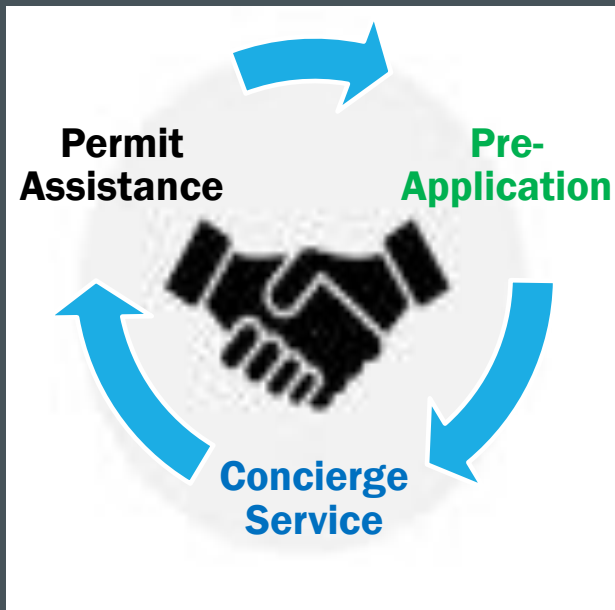 Permit
Assistance
Pre-
Application
Concierge
Service